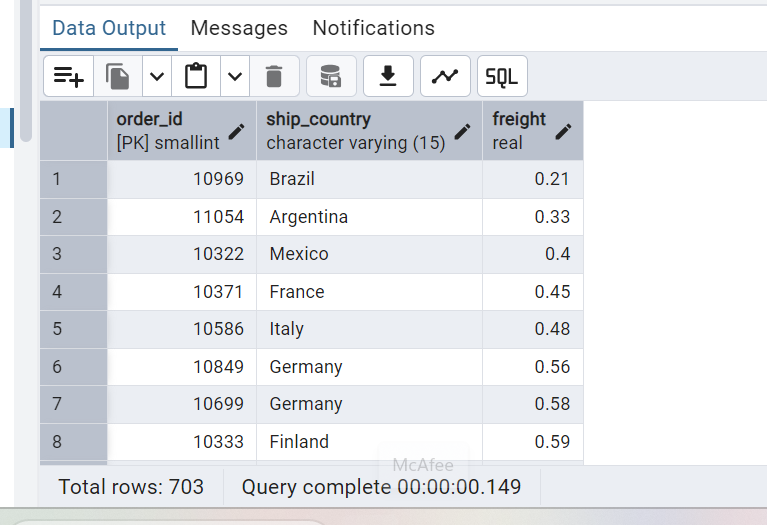 Data Output Messages Notifications
SQL
order_id ship_country freight
[PK] smallint character varying (15) real
1 10969 Brazil 0.21
2 11054 Argentina 0.33
3 10322 Mexico 0.4
4 10371 France 0.45
5 10586 Italy 0.48
6 10849 Germany 0.56
7 10699 Germany 0.58
8 10333 Finland 0.59
McAfee
Total rows: 703 Query complete 00:00:00.149